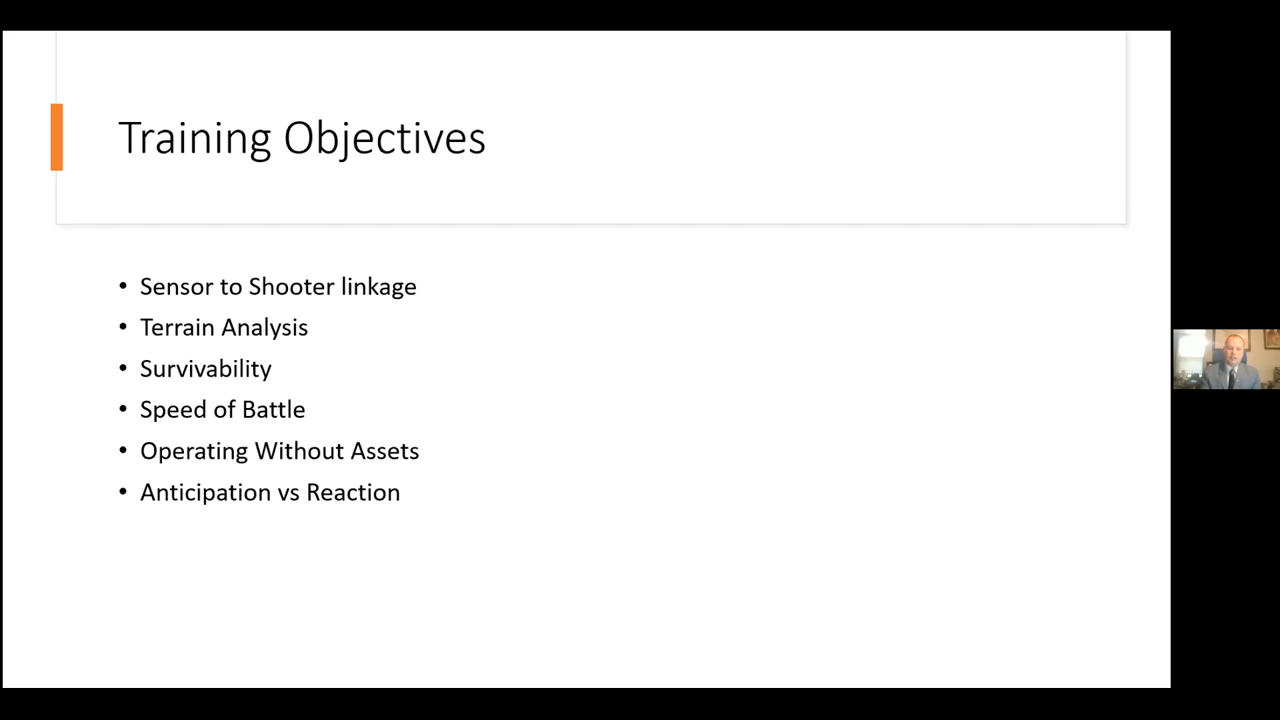 Training Objectives
• Sensor to Shooter linkage
• Terrain Analysis
• Survivability
• Speed of Battle
• Operating Without Assets
• Anticipation vs Reaction